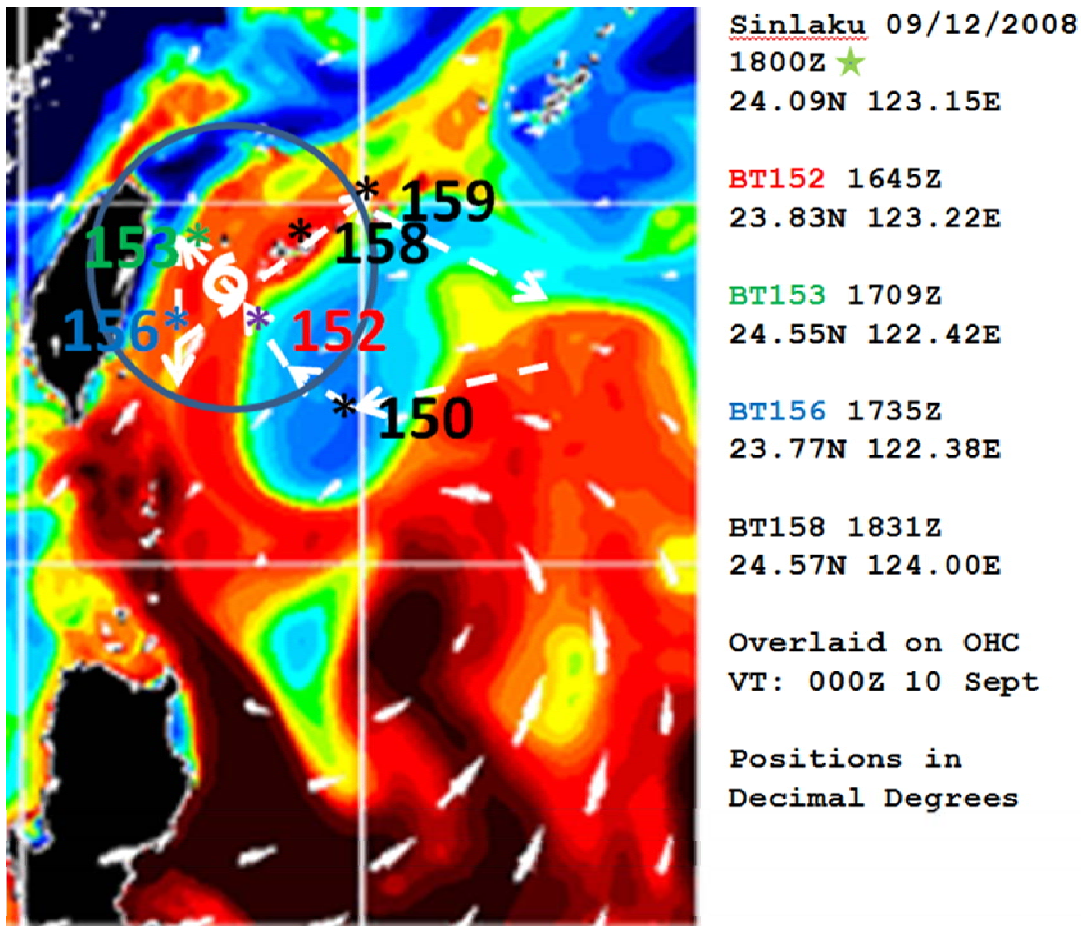 Sinlaku 09/12/2008
1800Z
24.09N 123.15E
BT152 1645Z
23.83N 123.22E
BT153 1709Z
24.55N 122.42E
BT156 1735Z
23.77N 122.38E
BT158 1831Z
24.57N 124.00E
Overlaid on OHC
VT: 000Z 10 Sept
Positions in
Decimal Degrees
* 159
153* * 158
156* * 152
* 150